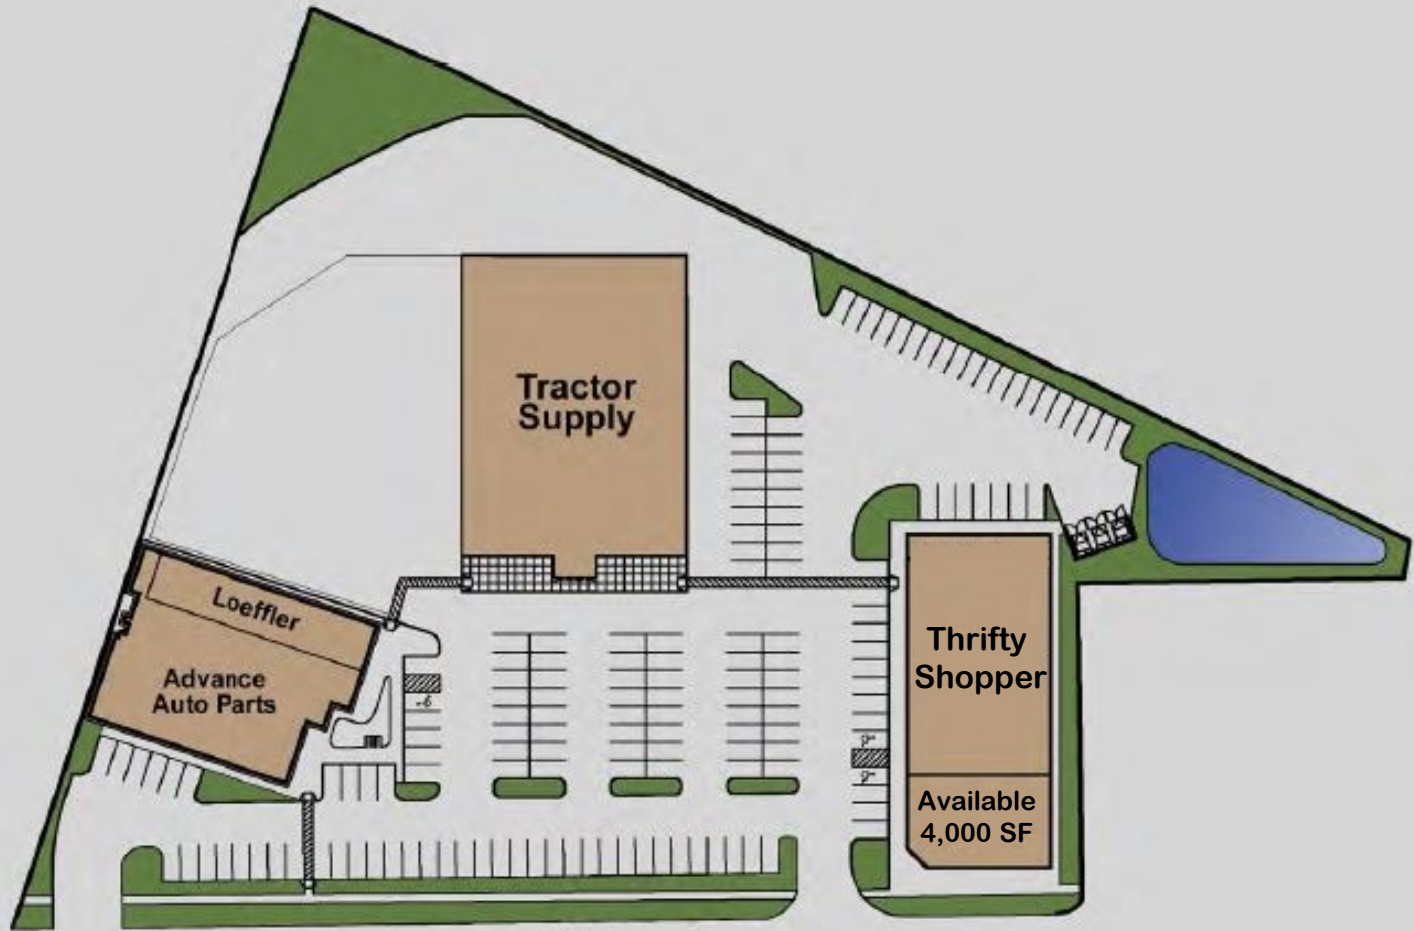 Tractor
Supply
Loeffler
Advance
Auto Parts
Thrifty
Shopper
Available
4,000 SF